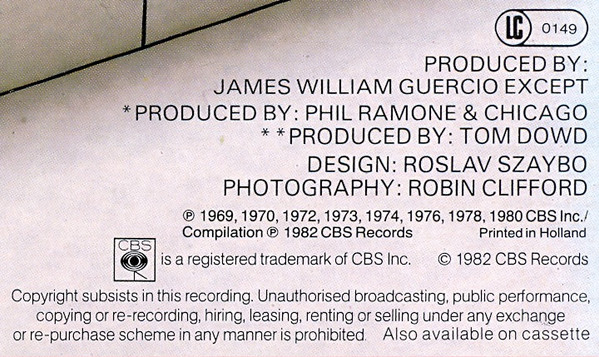 LC 0149
PRODUCED BY:
JAMES WILLIAM GUERCIO EXCEPT
*PRODUCED BY: PHIL RAMONE & CHICAGO
**PRODUCED BY: TOM DOWD
DESIGN: ROSLAV SZAYBO
PHOTOGRAPHY: ROBIN CLIFFORD
℗ 1969, 1970, 1972, 1973, 1974, 1976, 1978, 1980 CBS Inc./
Compilation ℗ 1982 CBS Records Printed in Holland
CBS
is a registered trademark of CBS Inc. © 1982 CBS Records
Copyright subsists in this recording. Unauthorised broadcasting, public performance,
copying or re-recording, hiring, leasing, renting or selling under any exchange
or re-purchase scheme in any manner is prohibited. Also available on cassette